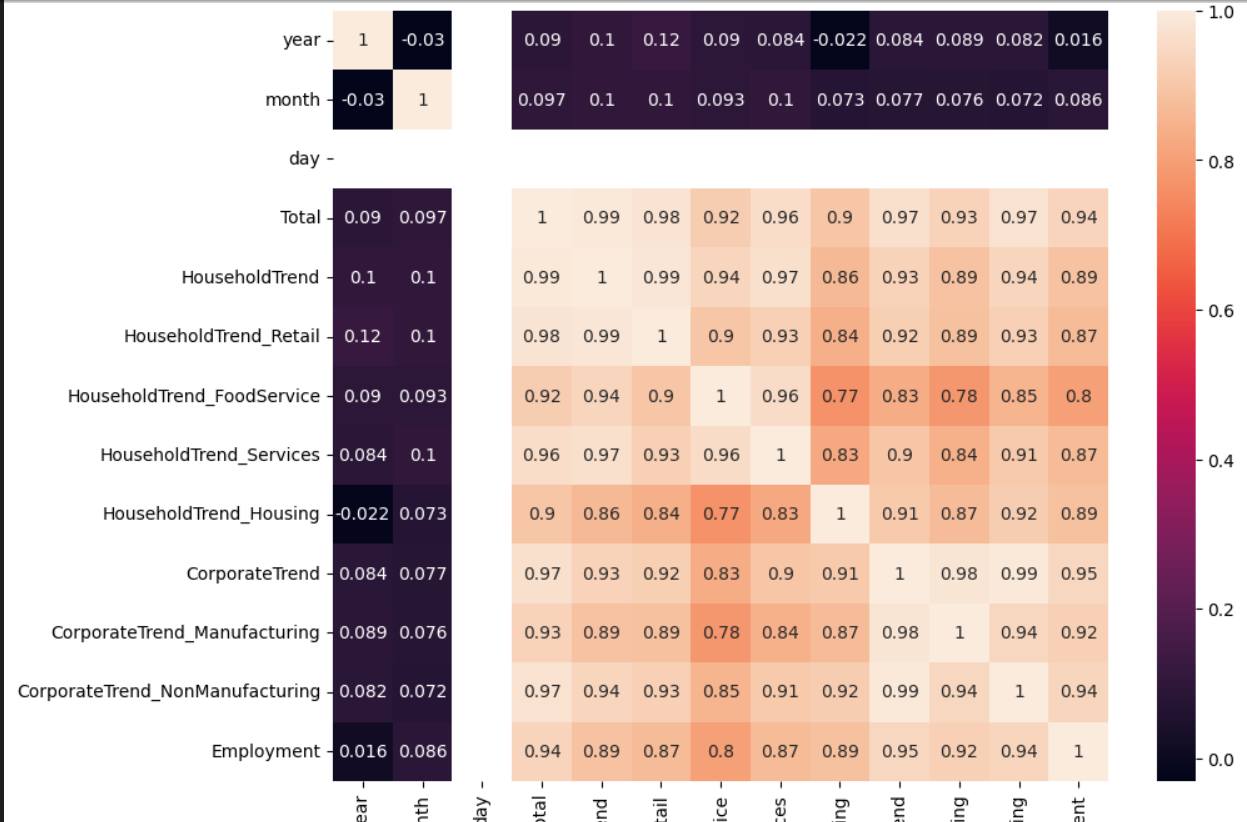 year 1 -0.03 0.09 0.1 0.12 0.09 0.084 -0.022 0.084 0.089 0.082 0.016
month -0.03 1 0.097 0.1 0.1 0.093 0.1 0.073 0.077 0.076 0.072 0.086
day
Total 0.09 0.097 1 0.99 0.98 0.92 0.96 0.9 0.97 0.93 0.97 0.94
HouseholdTrend 0.1 0.1 0.99 1 0.99 0.94 0.97 0.86 0.93 0.89 0.94 0.89
HouseholdTrend_Retail 0.12 0.1 0.98 0.99 1 0.9 0.93 0.84 0.92 0.89 0.93 0.87
HouseholdTrend_FoodService 0.09 0.093 0.92 0.94 0.9 1 0.96 0.77 0.83 0.78 0.85 0.8
HouseholdTrend_Services 0.084 0.1 0.96 0.97 0.93 0.96 1 0.83 0.9 0.84 0.91 0.87
HouseholdTrend_Housing -0.022 0.073 0.9 0.86 0.84 0.77 0.83 1 0.91 0.87 0.92 0.89
CorporateTrend 0.084 0.077 0.97 0.93 0.92 0.83 0.9 0.91 1 0.98 0.99 0.95
CorporateTrend_Manufacturing 0.089 0.076 0.93 0.89 0.89 0.78 0.84 0.87 0.98 1 0.94 0.92
CorporateTrend_NonManufacturing 0.082 0.072 0.97 0.94 0.93 0.85 0.91 0.92 0.99 0.94 1 0.94
Employment 0.016 0.086 0.94 0.89 0.87 0.8 0.87 0.89 0.95 0.92 0.94 1
ear nth day otal end tail ice ces ing end ing ing ent
1.0
0.8
0.6
0.4
0.2
0.0